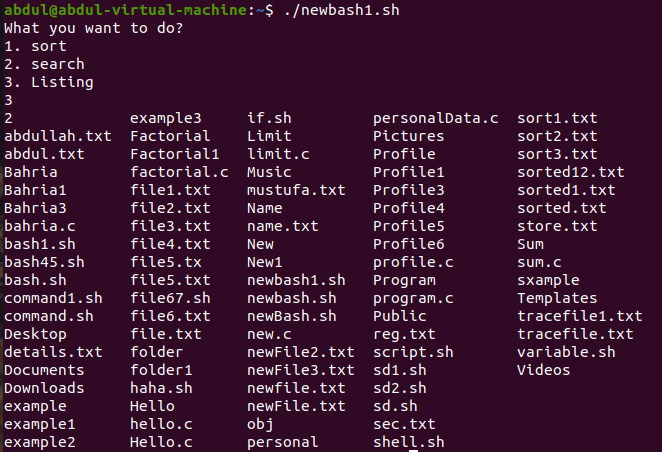 abdul@abdul-virtual-machine:~$ ./newbash1.sh
What you want to do?
1. sort
2. search
3. Listing
3
2 example3 if.sh personalData.c sort1.txt
abdullah.txt Factorial Limit Pictures sort2.txt
abdul.txt Factorial1 limit.c Profile sort3.txt
Bahria factorial.c Music Profile1 sorted12.txt
Bahria1 file1.txt mustufa.txt Profile3 sorted1.txt
Bahria3 file2.txt Name Profile4 sorted.txt
bahria.c file3.txt name.txt Profile5 store.txt
bash1.sh file4.txt New Profile6 Sum
bash45.sh file5.tx New1 profile.c sum.c
bash.sh file5.txt newbash1.sh Program sxample
command1.sh file67.sh newbash.sh program.c Templates
command.sh file6.txt newBash.sh Public tracefile1.txt
Desktop file.txt new.c reg.txt tracefile.txt
details.txt folder newFile2.txt script.sh variable.sh
Documents folder1 newFile3.txt sd1.sh Videos
Downloads haha.sh newfile.txt sd2.sh
example Hello newFile.txt sd.sh
example1 hello.c obj sec.txt
example2 Hello.c personal shell.sh